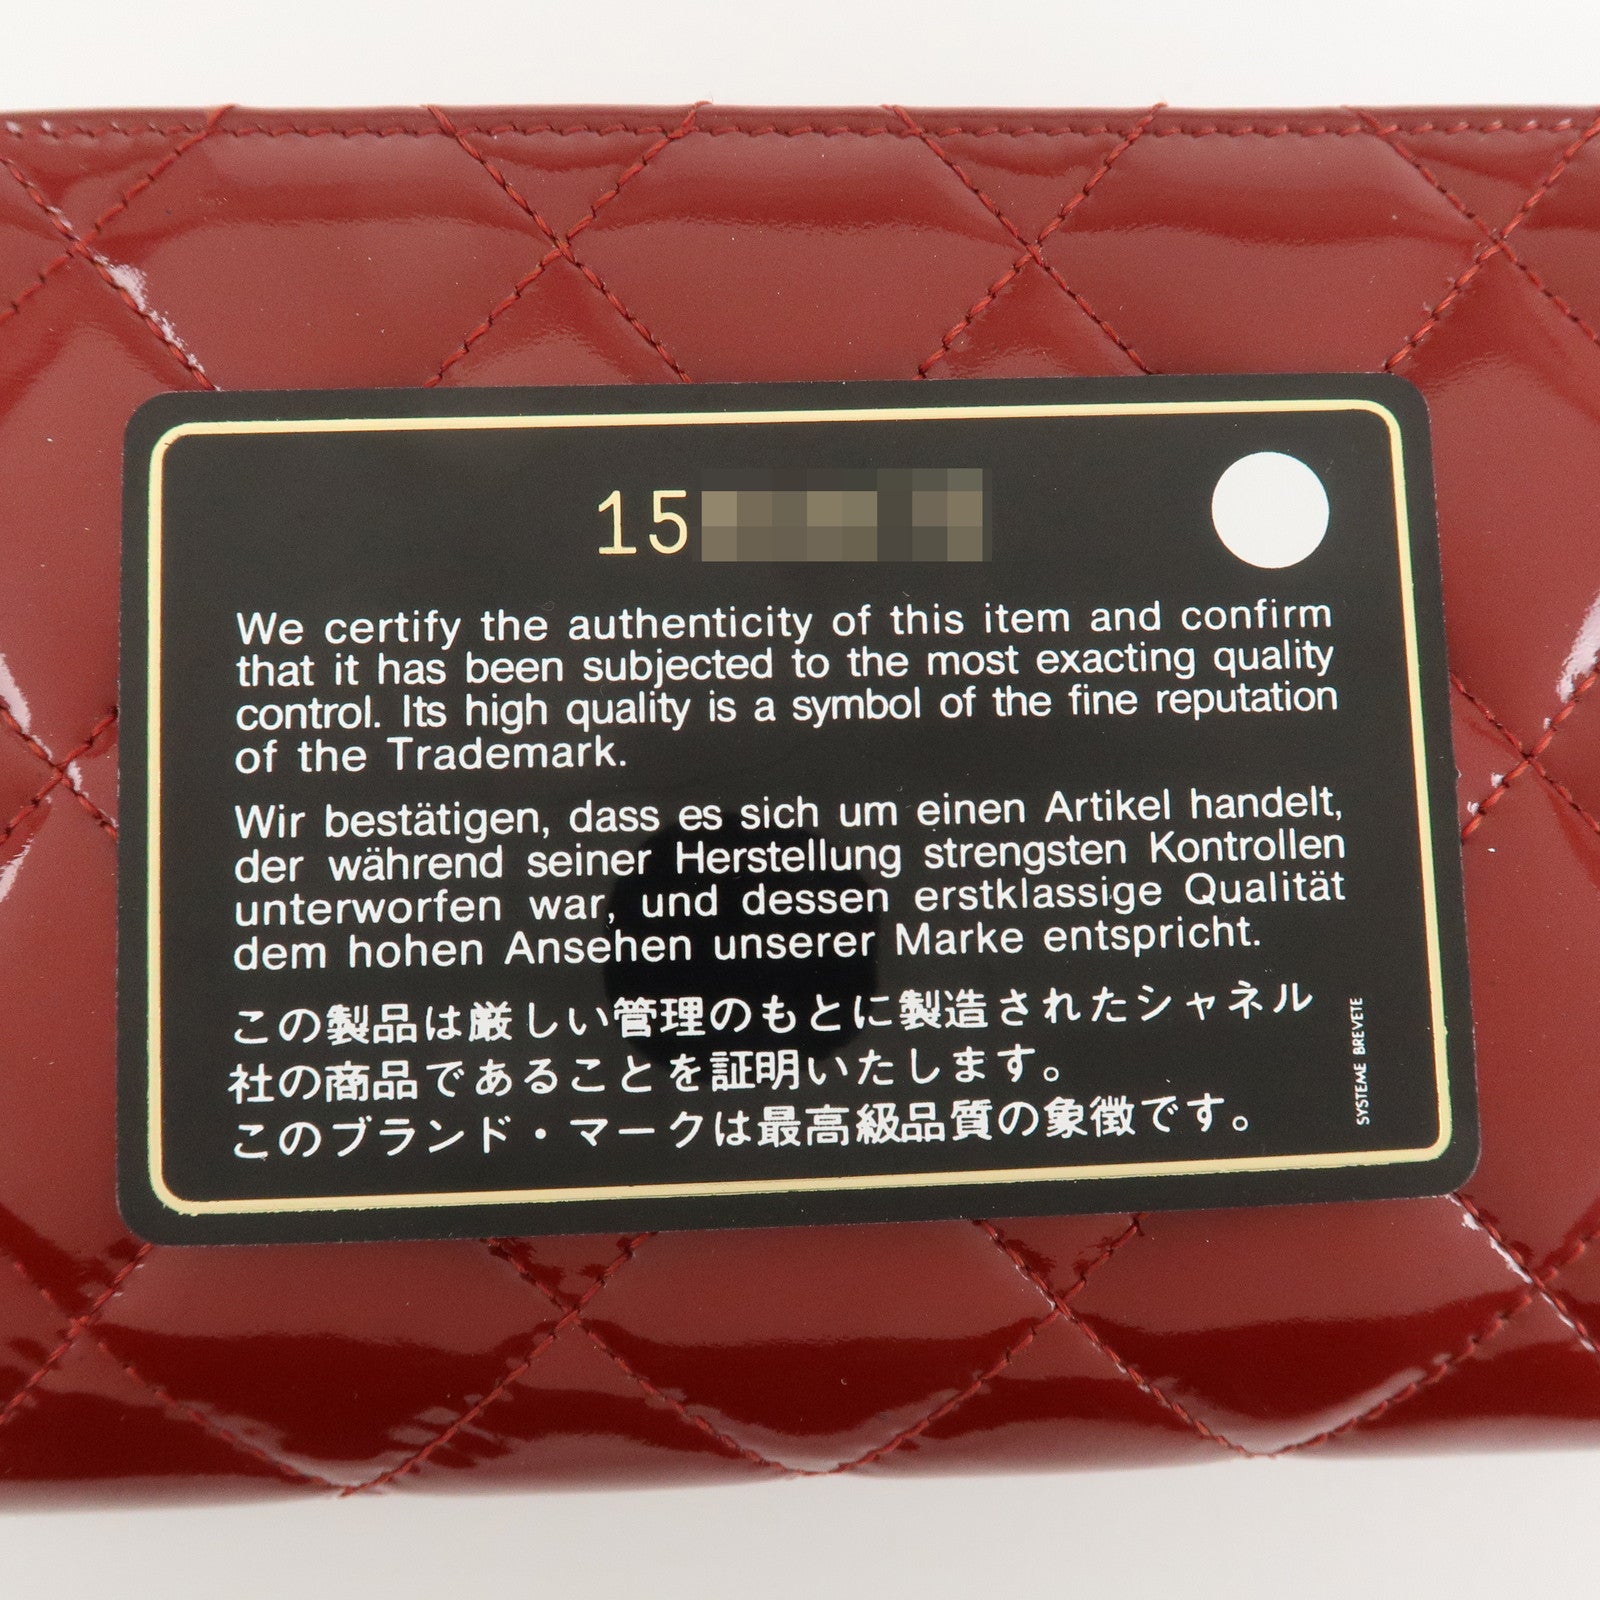 15
We certify the authenticity of this item and confirm
that it has been subjected to the most exacting quality
control. Its high quality is a symbol of the fine reputation
of the Trademark.
Wir bestätigen, dass es sich um einen Artikel handelt,
der während seiner Herstellung strengsten Kontrollen
unterworfen war, und dessen erstklassige Qualität
dem hohen Ansehen unserer Marke entspricht.
この製品は厳しい管理のもとに製造されたシャネル
社の商品であることを証明いたします。
このブランド・マークは最高級品質の象徴です。
SYSTEME BREVETE